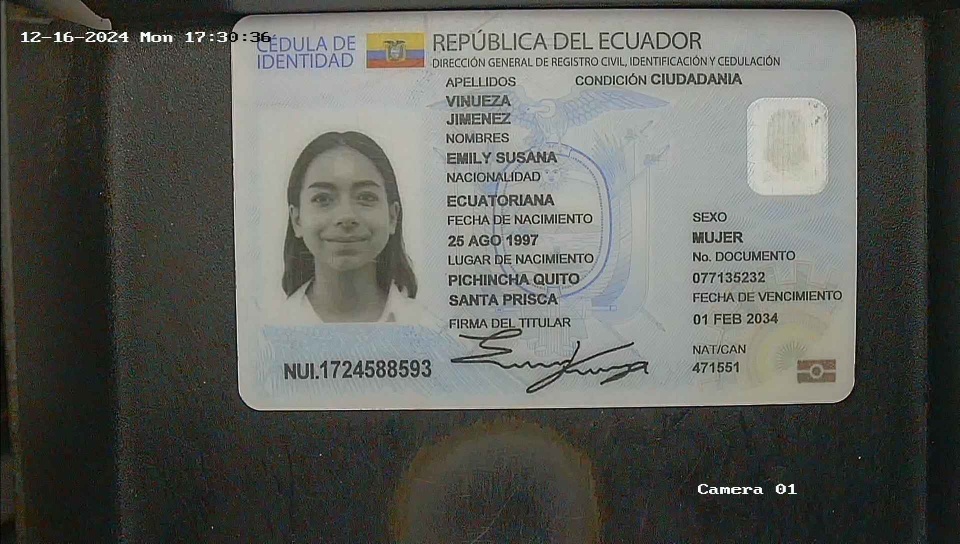 12-16-2024 Mon 17:30:36
CÉDULA DE
IDENTIDAD
REPÚBLICA DEL ECUADOR
DIRECCIÓN GENERAL DE REGISTRO CIVIL, IDENTIFICACIÓN Y CEDULACIÓN
APELLIDOS
CONDICIÓN CIUDADANIA
VINUEZA
JIMENEZ
NOMBRES
EMILY SUSANA
NACIONALIDAD
ECUATORIANA
FECHA DE NACIMIENTO
25 AGO 1997
LUGAR DE NACIMIENTO
PICHINCHA QUITO
SANTA PRISCA
FIRMA DEL TITULAR
SEXO
MUJER
No. DOCUMENTO
077135232
FECHA DE VENCIMIENTO
01 FEB 2034
NAT/CAN
471551
NUI.1724588593
Camera 01